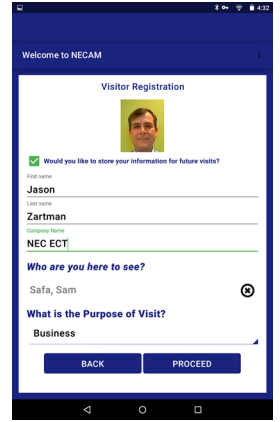 4:32
Welcome to NECAM
Visitor Registration
Would you like to store your information for future visits?
First name
Jason
Last name
Zartman
Company Name
NEC ECT
Who are you here to see?
Safa, Sam
What is the Purpose of Visit?
Business
BACK PROCEED